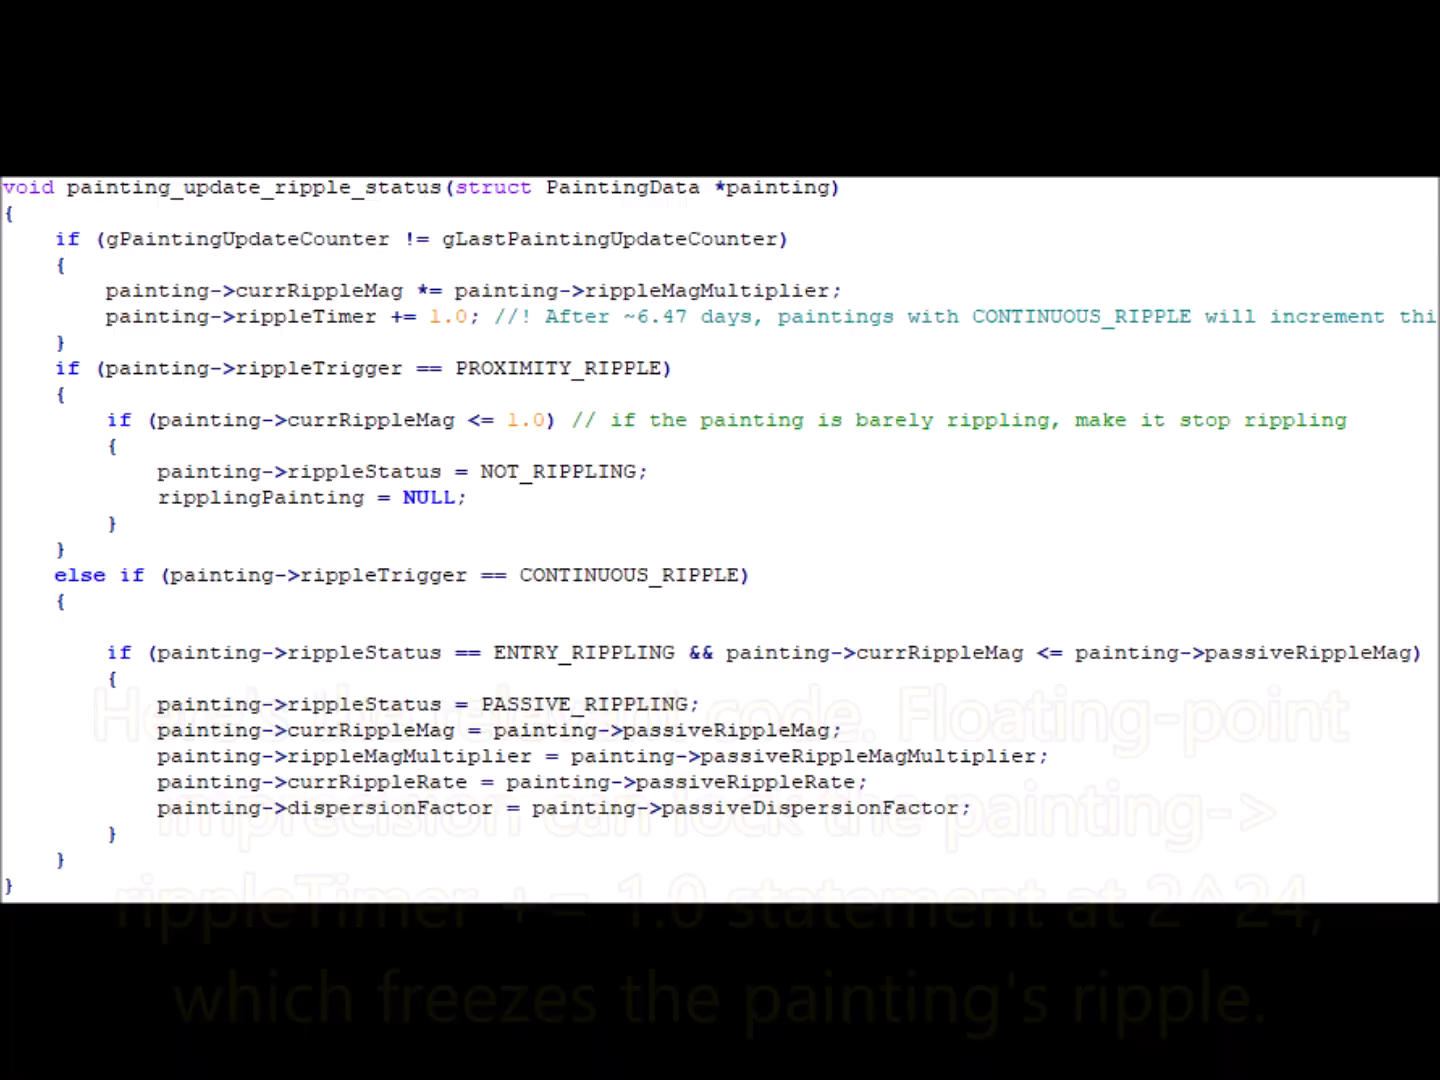 void painting_update_ripple_status(struct PaintingData *painting)
{
if (gPaintingUpdateCounter != gLastPaintingUpdateCounter)
{
painting->currRippleMag *= painting->rippleMagMultiplier;
painting->rippleTimer += 1.0; //! After ~6.47 days, paintings with CONTINUOUS_RIPPLE will increment thi
}
if (painting->rippleTrigger == PROXIMITY_RIPPLE)
{
if (painting->currRippleMag <= 1.0) // if the painting is barely rippling, make it stop rippling
{
painting->rippleStatus = NOT_RIPPLING;
ripplingPainting = NULL;
}
}
else if (painting->rippleTrigger == CONTINUOUS_RIPPLE)
{
if (painting->rippleStatus == ENTRY_RIPPLING && painting->currRippleMag <= painting->passiveRippleMag)
{
painting->rippleStatus = PASSIVE_RIPPLING;
painting->currRippleMag = painting->passiveRippleMag;
painting->rippleMagMultiplier = painting->passiveRippleMagMultiplier;
painting->currRippleRate = painting->passiveRippleRate;
painting->dispersionFactor = painting->passiveDispersionFactor;
}
}
}
Here's the relevant code. Floating-point
imprecision can lock the painting->
rippleTimer += 1.0 statement at 2^24,
which freezes the painting's ripple.